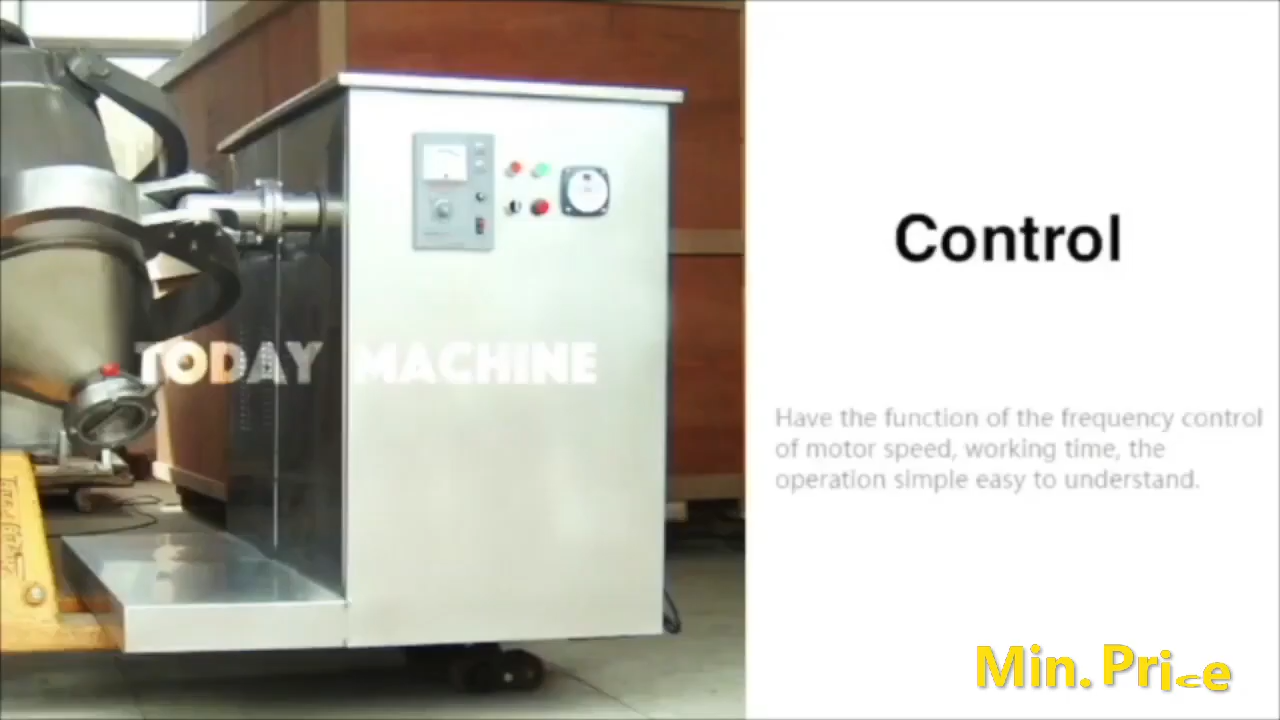 TODAY MACHINE
Control
Have the function of the frequency control
of motor speed, working time, the
operation simple easy to understand.
Min. Price